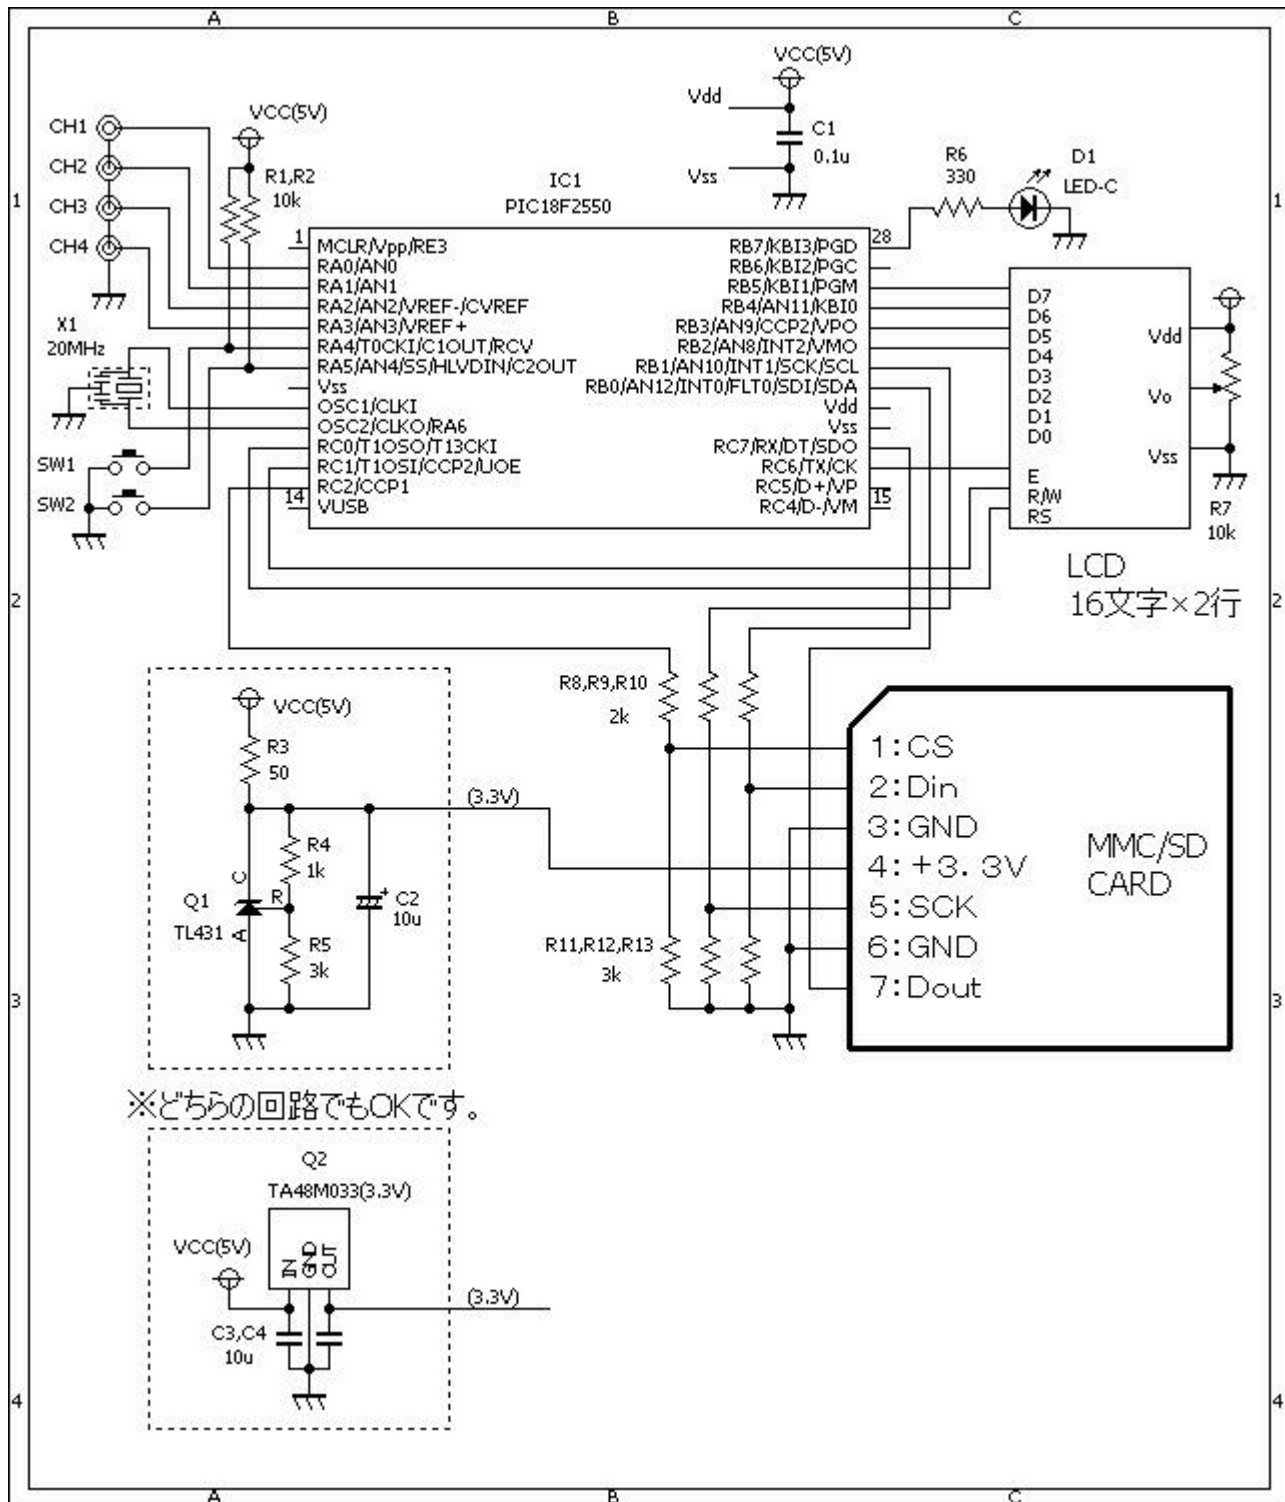 A
B
C
1
1
2
2
3
3
4
4
A
B
C
CH1
CH2
CH3
CH4
VCC(5V)
R1,R2
10k
X1
20MHz
SW1
SW2
VCC(5V)
Vdd
Vss
C1
0.1u
IC1
PIC18F2550
R6
330
D1
LED-C
1
28
14
15
MCLR/Vpp/RE3
RA0/AN0
RA1/AN1
RA2/AN2/VREF-/CVREF
RA3/AN3/VREF+
RA4/T0CKI/C1OUT/RCV
RA5/AN4/SS/HLVDIN/C2OUT
Vss
OSC1/CLKI
OSC2/CLKO/RA6
RC0/T1OSO/T13CKI
RC1/T1OSI/CCP2/UOE
RC2/CCP1
VUSB
RB7/KBI3/PGD
RB6/KBI2/PGC
RB5/KBI1/PGM
RB4/AN11/KBI0
RB3/AN9/CCP2/VPO
RB2/AN8/INT2/VMO
RB1/AN10/INT1/SCK/SCL
RB0/AN12/INT0/FLT0/SDI/SDA
Vdd
Vss
RC7/RX/DT/SDO
RC6/TX/CK
RC5/D+/VP
RC4/D-/VM
D7
D6
D5
D4
D3
D2
D1
D0
E
R/W
RS
Vdd
Vo
Vss
R7
10k
LCD
16文字×2行
VCC(5V)
R3
50
(3.3V)
R4
1k
C
R
A
Q1
TL431
R5
3k
C2
+
10u
R8,R9,R10
2k
R11,R12,R13
3k
1:CS
2:Din
3:GND
4:+3.3V
5:SCK
6:GND
7:Dout
MMC/SD
CARD
※どちらの回路でもOKです。
Q2
TA48M033(3.3V)
VCC(5V)
IN
GND
OUT
(3.3V)
C3,C4
10u